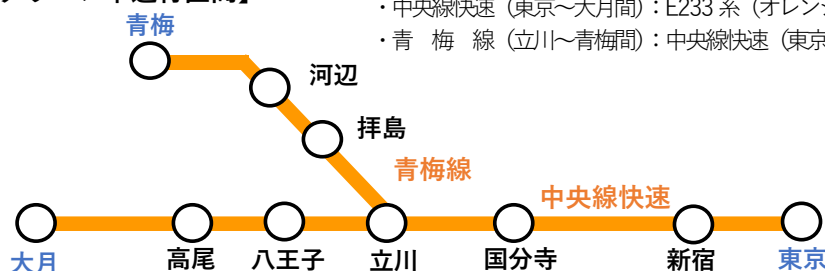 ・中央線快速（東京～大月間）：E233 系（オレンジ
・青　梅　線（立川～青梅間）：中央線快速（東京
青梅
河辺
拝島
青梅線
中央線快速
大月
高尾
八王子
立川
国分寺
新宿
東京